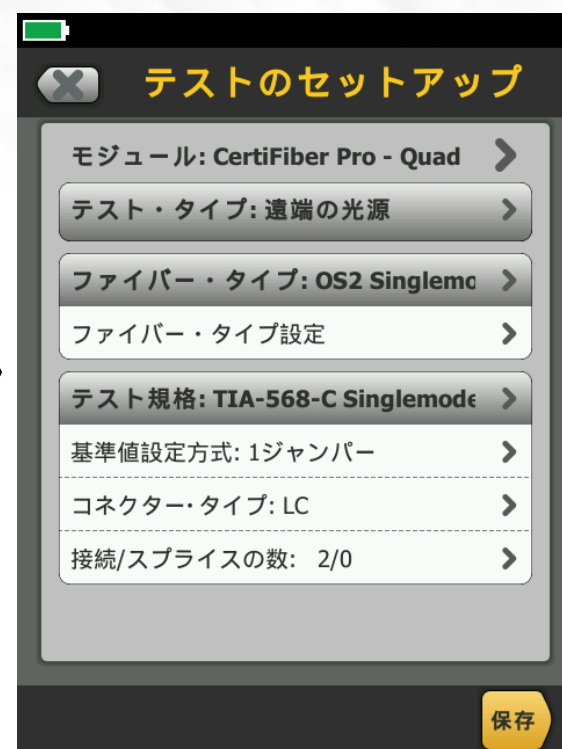 テストのセットアップ
モジュール: CertiFiber Pro - Quad
テスト・タイプ: 遠端の光源
ファイバー・タイプ: OS2 Singlemo
ファイバー・タイプ設定
テスト規格: TIA-568-C Singlemode
基準値設定方式: 1ジャンパー
コネクター・タイプ: LC
接続/スプライスの数: 2/0
保存